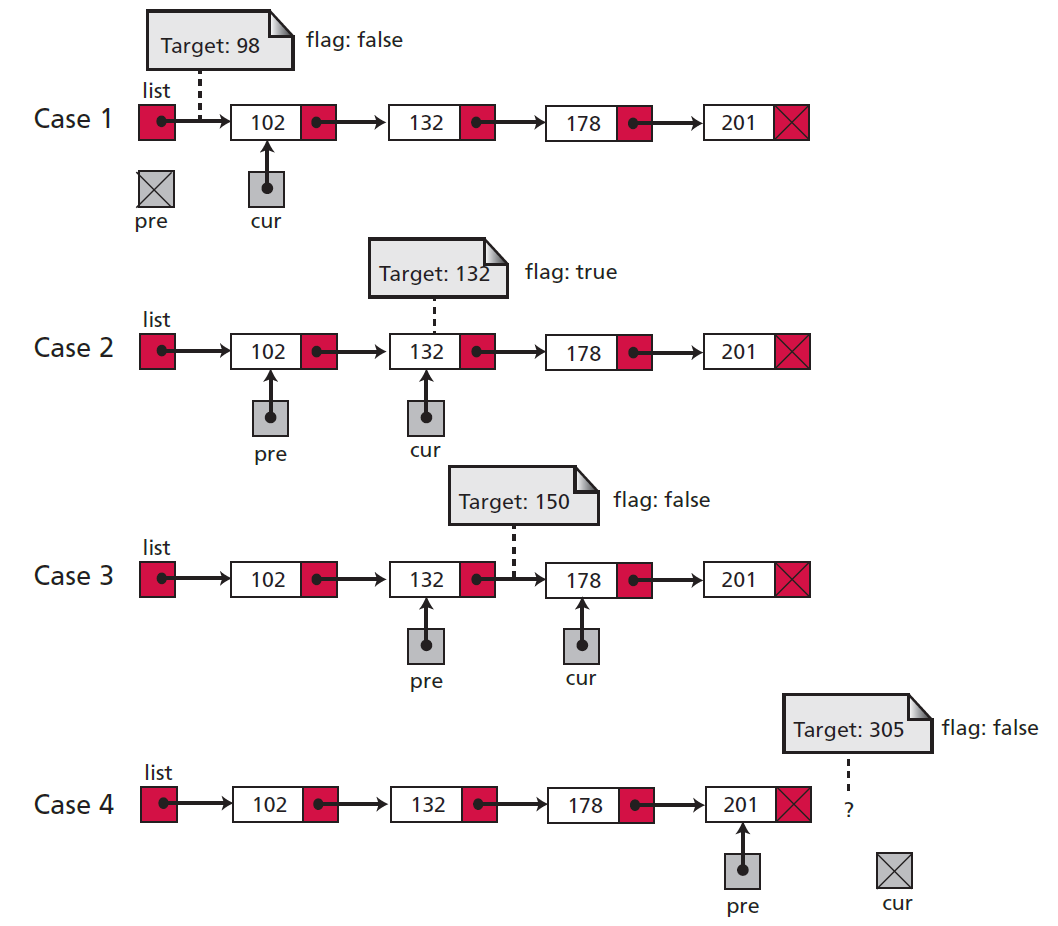 Target: 98
flag: false
list
Case 1
102
132
178
201
pre
cur
Target: 132
flag: true
list
Case 2
102
132
178
201
pre
cur
Target: 150
flag: false
list
Case 3
102
132
178
201
pre
cur
Target: 305
flag: false
list
Case 4
102
132
178
201
?
pre
cur